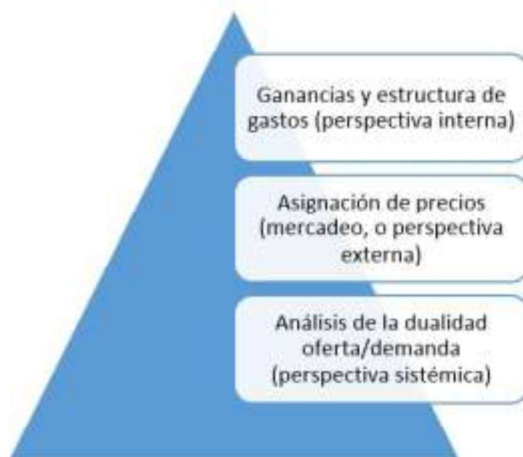 Ganancias y estructura de
gastos (perspectiva interna)
Asignación de precios
(mercadeo, o perspectiva
externa)
Análisis de la dualidad
oferta/demanda
(perspectiva sistémica)